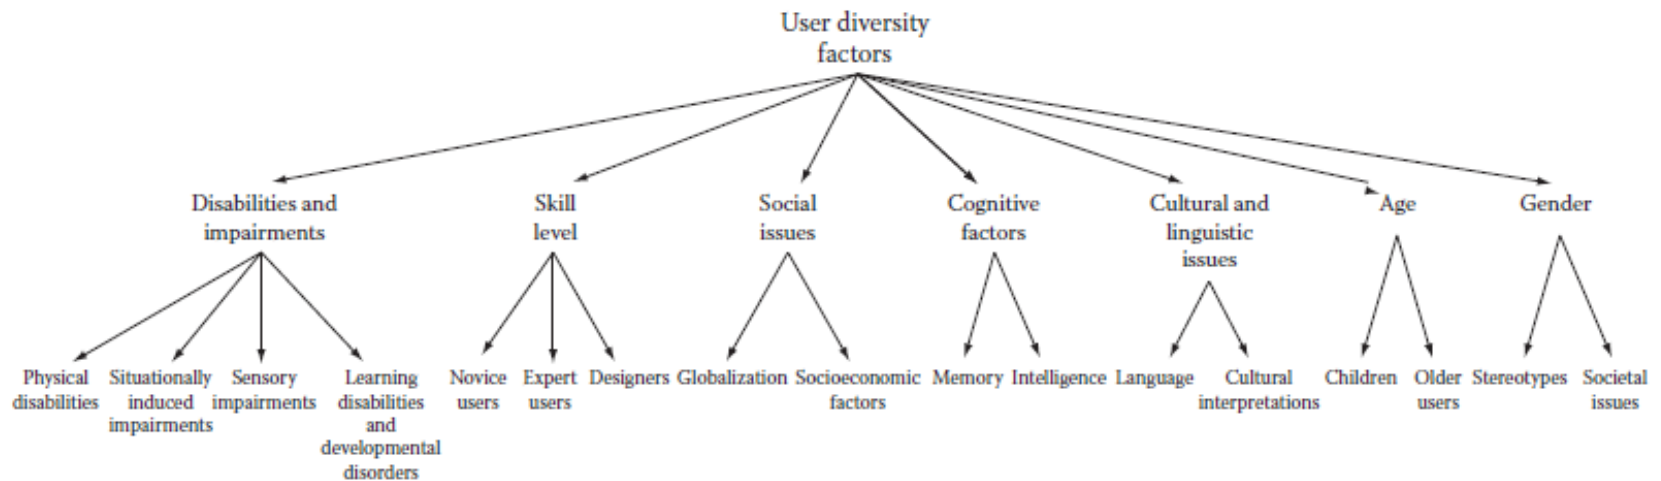 User diversity
factors
Disabilities and
impairments
Skill
level
Social
issues
Cognitive
factors
Cultural and
linguistic
issues
Age
Gender
Physical
disabilities
Situationally
induced
impairments
Sensory
impairments
Learning
disabilities
and
developmental
disorders
Novice
users
Expert
users
Designers
Globalization
Socioeconomic
factors
Memory
Intelligence
Language
Cultural
interpretations
Children
Older
users
Stereotypes
Societal
issues